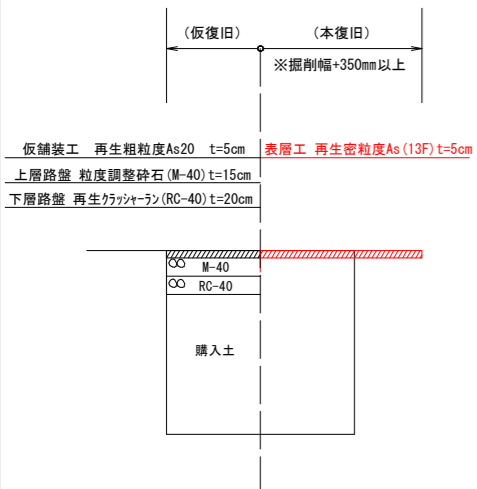 (仮復旧) (本復旧)
※掘削幅+350mm以上
仮舗装工 再生粗粒度As20 t=5cm 表層工 再生密粒度As(13F)t=5cm
上層路盤 粒度調整砕石(M-40)t=15cm
下層路盤 再生クラッシャーラン(RC-40)t=20cm
M-40
RC-40
購入土